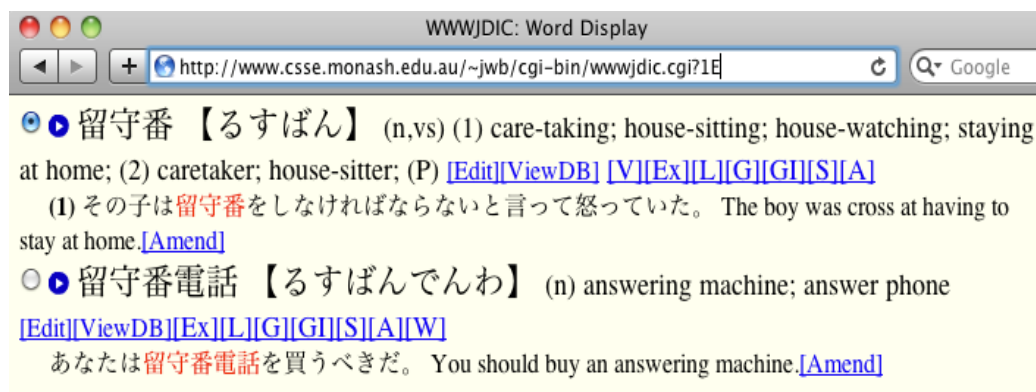 WWWJDIC: Word Display
http://www.csse.monash.edu.au/~jwb/cgi-bin/wwwjdic.cgi?1E
Google
留守番 【るすばん】 (n,vs) (1) care-taking; house-sitting; house-watching; staying
at home; (2) caretaker; house-sitter; (P) [Edit][ViewDB] [V][Ex][L][G][GI][S][A]
(1) その子は留守番をしなければならないと言って怒っていた。 The boy was cross at having to
stay at home.[Amend]
留守番電話 【るすばんでんわ】 (n) answering machine; answer phone
[Edit][ViewDB][Ex][L][G][GI][S][A][W]
あなたは留守番電話を買うべきだ。 You should buy an answering machine.[Amend]